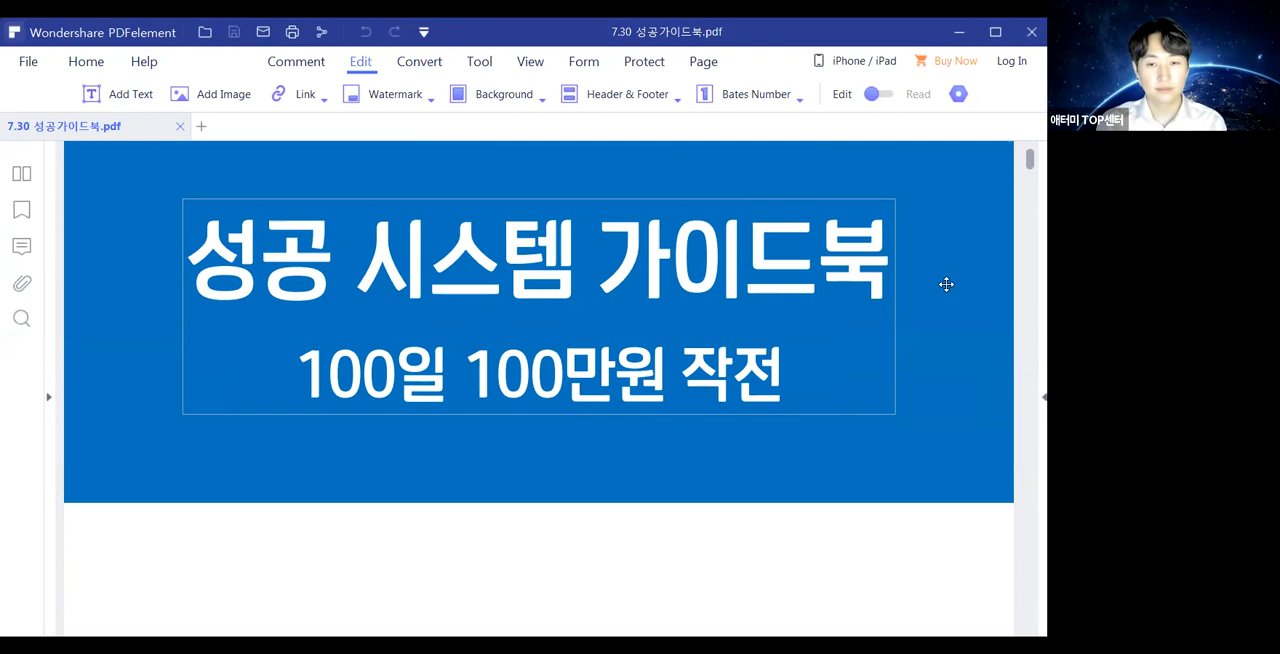 Wondershare PDFelement
7.30 성공가이드북.pdf
File Home Help Comment Edit Convert Tool View Form Protect Page iPhone / iPad Buy Now Log In
Add Text Add Image Link Watermark Background Header & Footer Bates Number Edit Read
7.30 성공가이드북.pdf
성공 시스템 가이드북
100일 100만원 작전
애터미 TOP센터